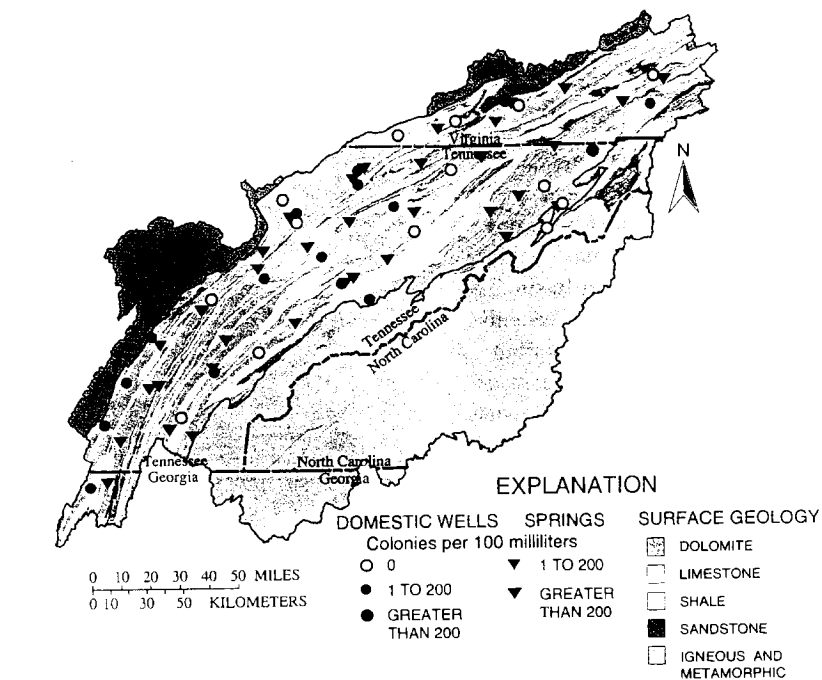 Virginia
Tennessee
N
Tennessee
North Carolina
Tennessee
Georgia
North Carolina
Georgia
EXPLANATION
DOMESTIC WELLS
SPRINGS
Colonies per 100 milliliters
0
1 TO 200
GREATER
THAN 200
1 TO 200
GREATER
THAN 200
SURFACE GEOLOGY
DOLOMITE
LIMESTONE
SHALE
SANDSTONE
IGNEOUS AND
METAMORPHIC
0 10 20 30 40 50 MILES
0 10 30 50 KILOMETERS